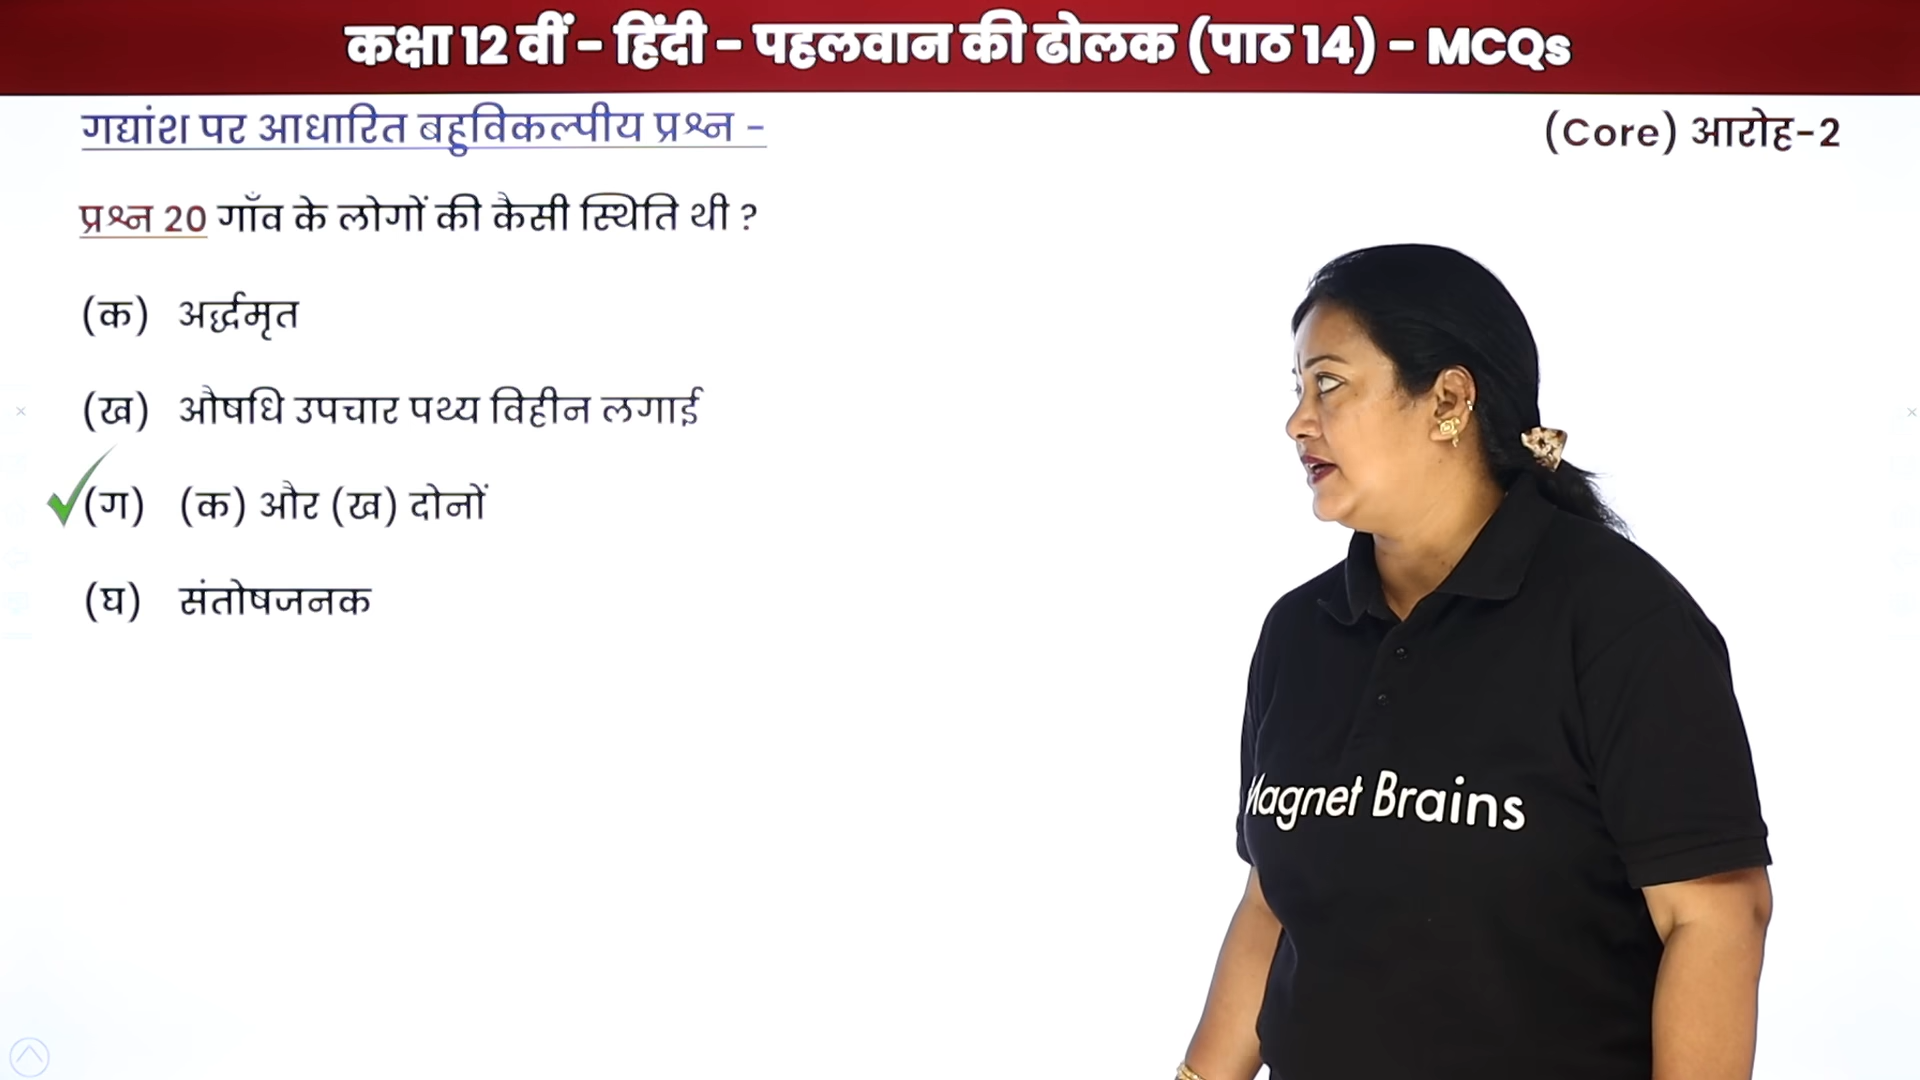 कक्षा 12 वीं - हिंदी - पहलवान की ढोलक (पाठ 14) - MCQs
गद्यांश पर आधारित बहुविकल्पीय प्रश्न -
(Core) आरोह-2
प्रश्न 20 गाँव के लोगों की कैसी स्थिति थी ?
(क) अर्द्धमृत
(ख) औषधि उपचार पथ्य विहीन लगाई
(ग) (क) और (ख) दोनों
(घ) संतोषजनक
Magnet Brains